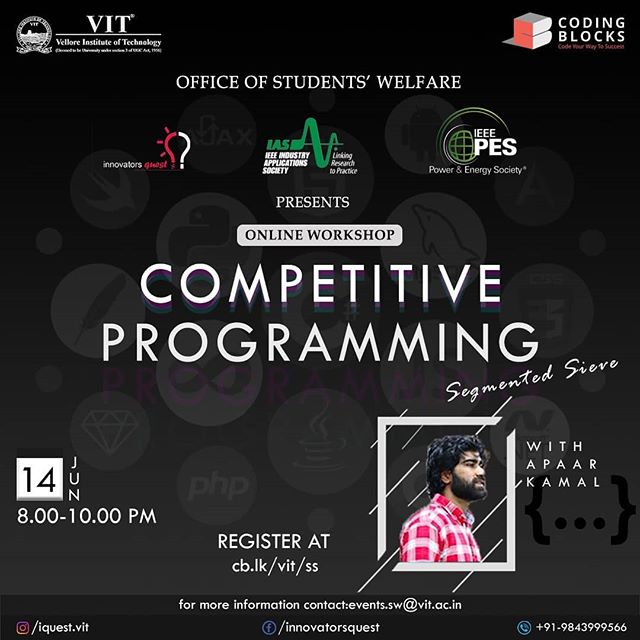 VIT®
Vellore Institute of Technology
(Deemed to be University under section 3 of UGC Act, 1956)
CODING
BLOCKS
Code Your Way To Success
OFFICE OF STUDENTS' WELFARE
innovators quest
IAS
IEEE INDUSTRY
APPLICATIONS
SOCIETY
Linking
Research
to Practice
IEEE
PES
Power & Energy Society®
PRESENTS
ONLINE WORKSHOP
COMPETITIVE
PROGRAMMING
Segmented Sieve
14
JUN
8.00-10.00 PM
WITH
APAAR
KAMAL
{...}
REGISTER AT
cb.lk/vit/ss
AJAX
CSS
php
for more information contact:events.sw@vit.ac.in
/iquest.vit
/innovatorsquest
+91-9843999566